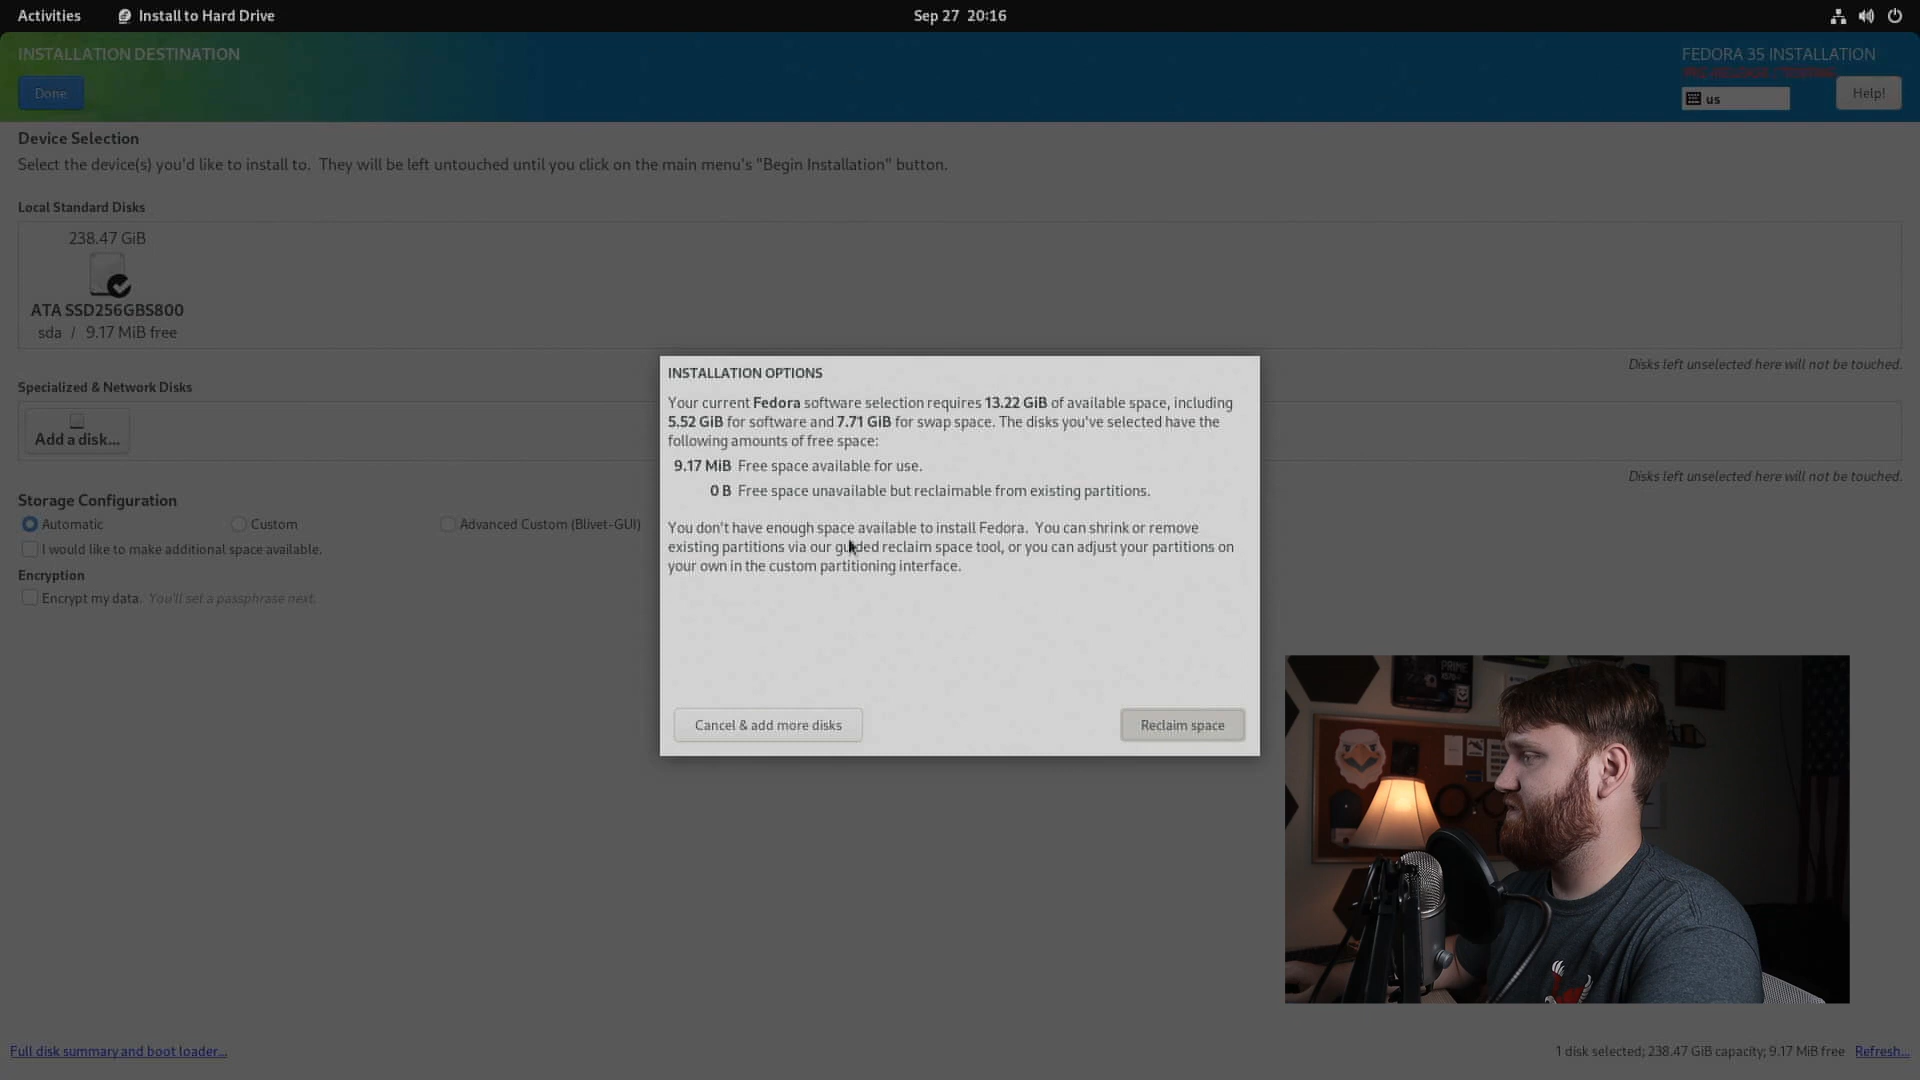 Activities
Install to Hard Drive
Sep 27 20:16
INSTALLATION DESTINATION
FEDORA 35 INSTALLATION
Done
us
Help!
Device Selection
Select the device(s) you'd like to install to. They will be left untouched until you click on the main menu's "Begin Installation" button.
Local Standard Disks
238.47 GiB
ATA SSD256GBS800
sda / 9.17 MiB free
Disks left unselected here will not be touched.
Specialized & Network Disks
Add a disk...
Disks left unselected here will not be touched.
Storage Configuration
Automatic
Custom
Advanced Custom (Blivet-GUI)
I would like to make additional space available.
Encryption
Encrypt my data. You'll set a passphrase next.
INSTALLATION OPTIONS
Your current Fedora software selection requires 13.22 GiB of available space, including
5.52 GiB for software and 7.71 GiB for swap space. The disks you've selected have the
following amounts of free space:
9.17 MiB Free space available for use.
0 B Free space unavailable but reclaimable from existing partitions.
You don't have enough space available to install Fedora. You can shrink or remove
existing partitions via our guided reclaim space tool, or you can adjust your partitions on
your own in the custom partitioning interface.
Cancel & add more disks
Reclaim space
PRIME
Full disk summary and boot loader...
1 disk selected; 238.47 GiB capacity; 9.17 MiB free
Refresh...